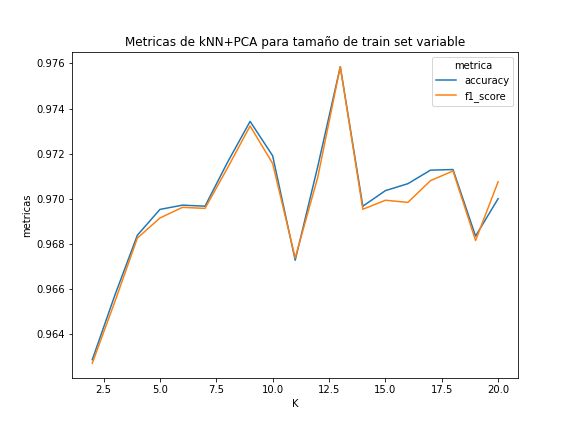 Metricas de kNN+PCA para tamaño de train set variable
metrica
accuracy
f1_score
metricas
0.976
0.974
0.972
0.970
0.968
0.966
0.964
2.5 5.0 7.5 10.0 12.5 15.0 17.5 20.0
K